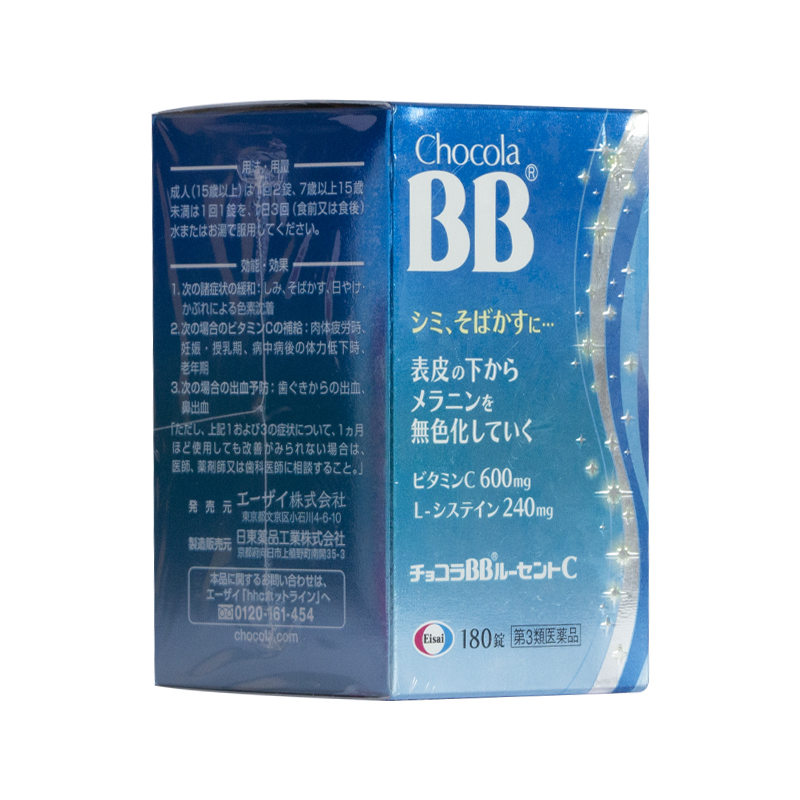 用法・用量
成人（15歳以上）は1回2錠、7歳以上15歳
未満は1回1錠を、1日3回（食前又は食後）
水またはお湯で服用してください。
効能・効果
1. 次の諸症状の緩和：しみ、そばかす、日やけ・
かぶれによる色素沈着
2. 次の場合のビタミンCの補給：肉体疲労時、
妊娠・授乳期、病中病後の体力低下時、
老年期
3. 次の場合の出血予防：歯ぐきからの出血、
鼻出血
「ただし、上記1および3の症状について、1ヵ月
ほど使用しても改善がみられない場合は、
医師、薬剤師又は歯科医師に相談すること。」
発売元 エーザイ株式会社
東京都文京区小石川4-6-10
製造販売元 日東薬品工業株式会社
京都府向日市上植野町南開35-3
本品に関するお問い合わせは、
エーザイ「hhcホットライン」へ
0120-161-454
chocola.com
Chocola
BB®
シミ、そばかすに…
表皮の下から
メラニンを
無色化していく
ビタミンC 600mg
L-システイン 240mg
チョコラBB®ルーセントC
Eisai 180錠 第3類医薬品